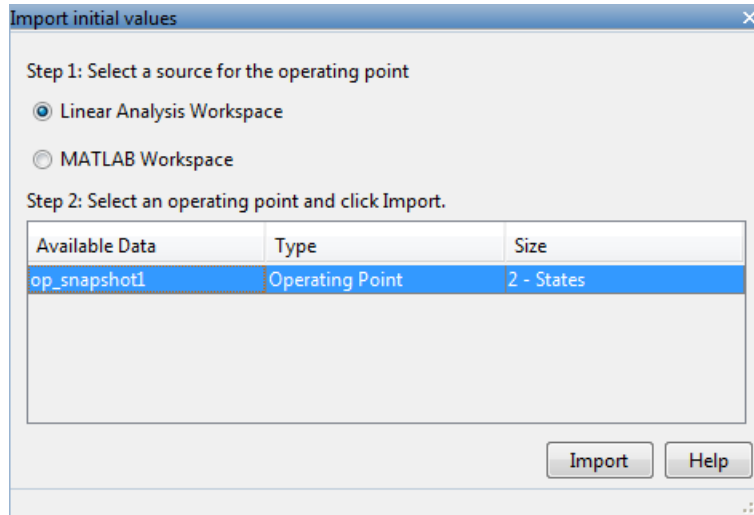 Import initial values
Step 1: Select a source for the operating point
Linear Analysis Workspace
MATLAB Workspace
Step 2: Select an operating point and click Import.
Available Data Type Size
op_snapshot1 Operating Point 2 - States
Import Help